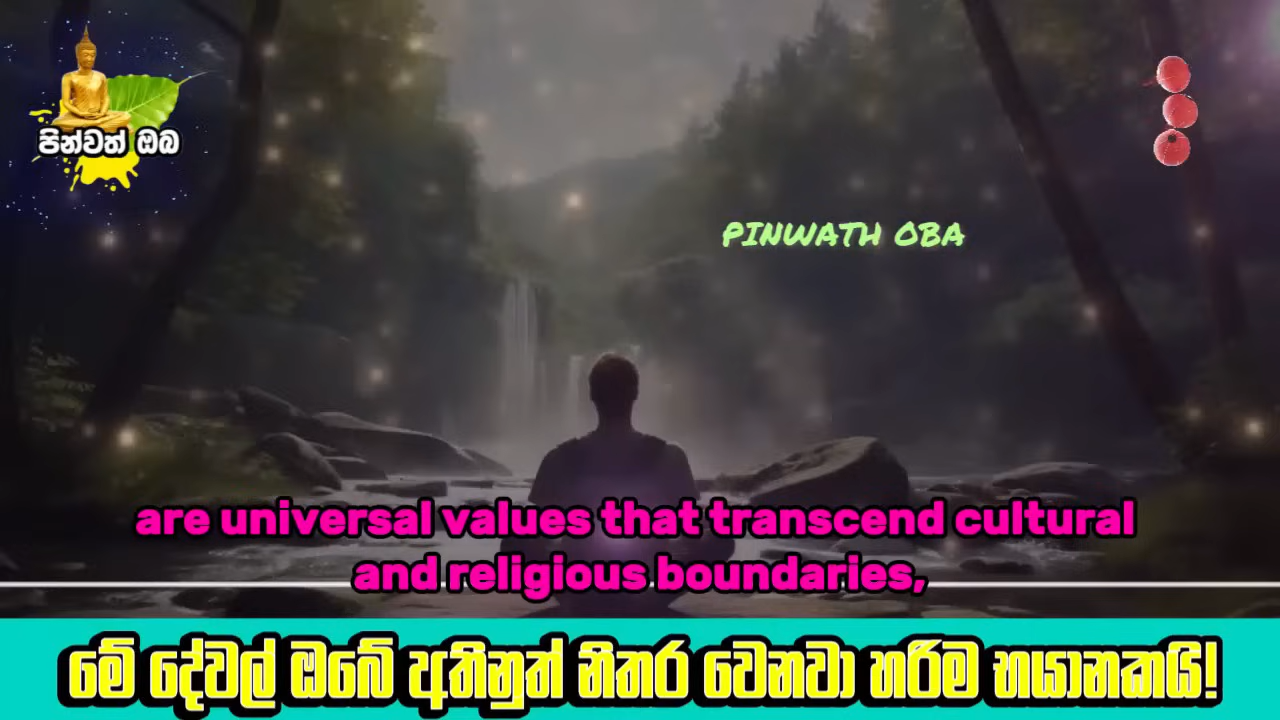 පින්වත් ඔබ
PINWATH OBA
are universal values that transcend cultural
and religious boundaries,
මේ දේවල් ඔබේ අතිනුත් නිතර වෙනවා හරිම භයානකයි!